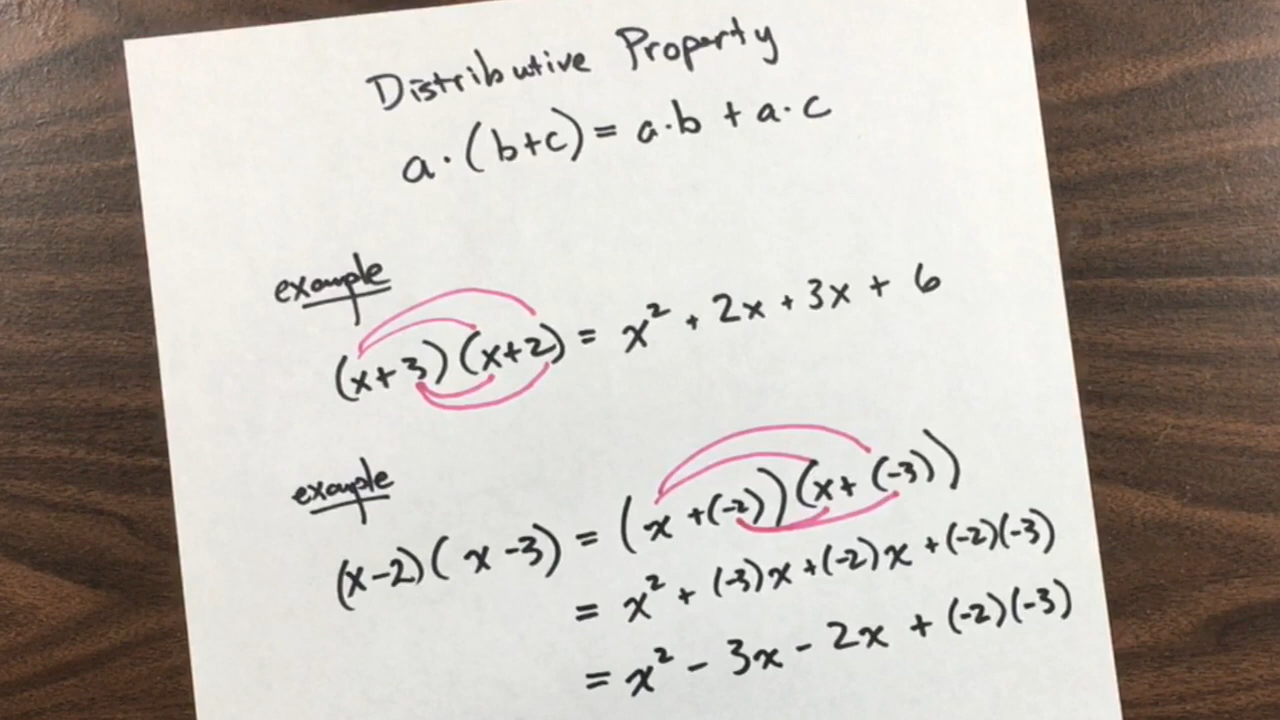 Distributive Property
a·(b+c) = a·b + a·c
example
(x+3)(x+2) = x² + 2x + 3x + 6
example
(x-2)(x-3) = (x +(-2))(x+ (-3))
= x² + (-3)x +(-2)x +(-2)(-3)
= x² - 3x - 2x + (-2)(-3)